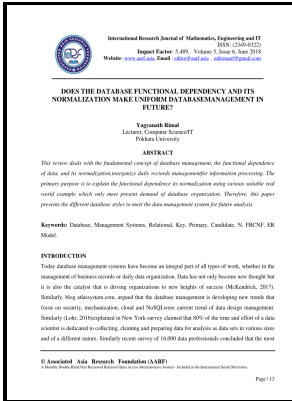 International Research Journal of Mathematics, Engineering and IT
ISSN: (2349-0322)
Impact Factor- 5.489, Volume 5, Issue 6, June 2018
Website- www.aarf.asia, Email : editor@aarf.asia , editoraarf@gmail.com
DOES THE DATABASE FUNCTIONAL DEPENDENCY AND ITS
NORMALIZATION MAKE UNIFORM DATABASEMANAGEMENT IN
FUTURE?
Yagyanath Rimal
Lecturer, Computer Science/IT
Pokhara University
ABSTRACT
This review deals with the fundamental concept of database management, the functional dependence
of data, and its normalization,toorganize daily records managementfor information processing. The
primary purpose is to explain the functional dependence its normalization using various suitable real
world example which only meet present demand of database organization. Therefore, this paper
presents the different database styles to meet the data management system for future analysis.
Keywords: Database, Management Systems, Relational, Key, Primary, Candidate, N, FBCNF, ER
Model.
INTRODUCTION
Today database management systems have become an integral part of all types of work, whether in the
management of business records or daily data organization. Data has not only become new thought but
it is also the catalyst that is driving organizations to new heights of success (McKendrick, 2017).
Similarly, blog atlassystem.com, argued that the database management is developing new trends that
focus on security, mechanization, cloud and NoSQLwere current trend of data design management.
Similarly (Lohr, 2016)explained in New York survey claimed that 80% of the time and effort of a data
scientist is dedicated to collecting, cleaning and preparing data for analysis as data sets in various sizes
and of a different nature. Similarly recent survey of 16.000 data professionals concluded that the most
© Associated Asia Research Foundation (AARF)
A Monthly Double-Blind Peer Reviewed Refereed Open Access International e-Journal - Included in the International Serial Directories.
Page | 13